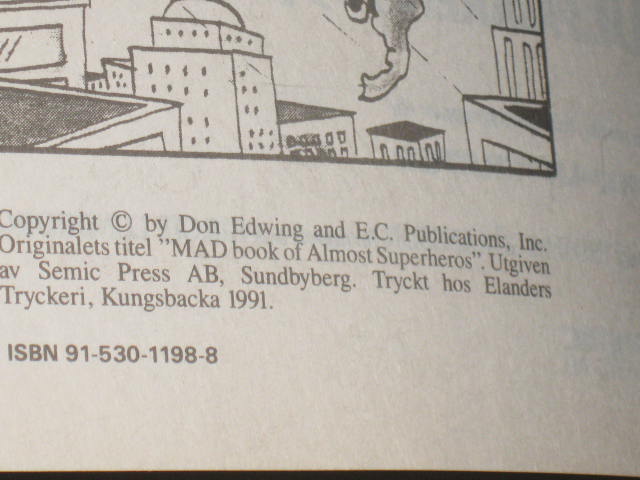 Copyright © by Don Edwing and E.C. Publications, Inc.
Originalets titel "MAD book of Almost Superheros". Utgiven
av Semic Press AB, Sundbyberg. Tryckt hos Elanders
Tryckeri, Kungsbacka 1991.
ISBN 91-530-1198-8